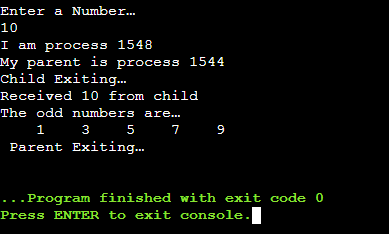 Enter a Number…
10
I am process 1548
My parent is process 1544
Child Exiting…
Received 10 from child
The odd numbers are…
1 3 5 7 9
Parent Exiting…
...Program finished with exit code 0
Press ENTER to exit console.